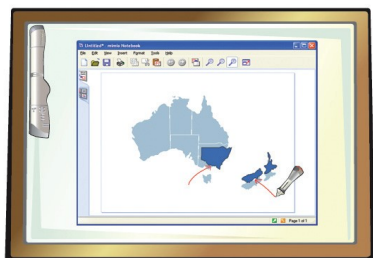 Untitled* - mimio Notebook
File Edit View Insert Format Tools Help
Page 1 of 1